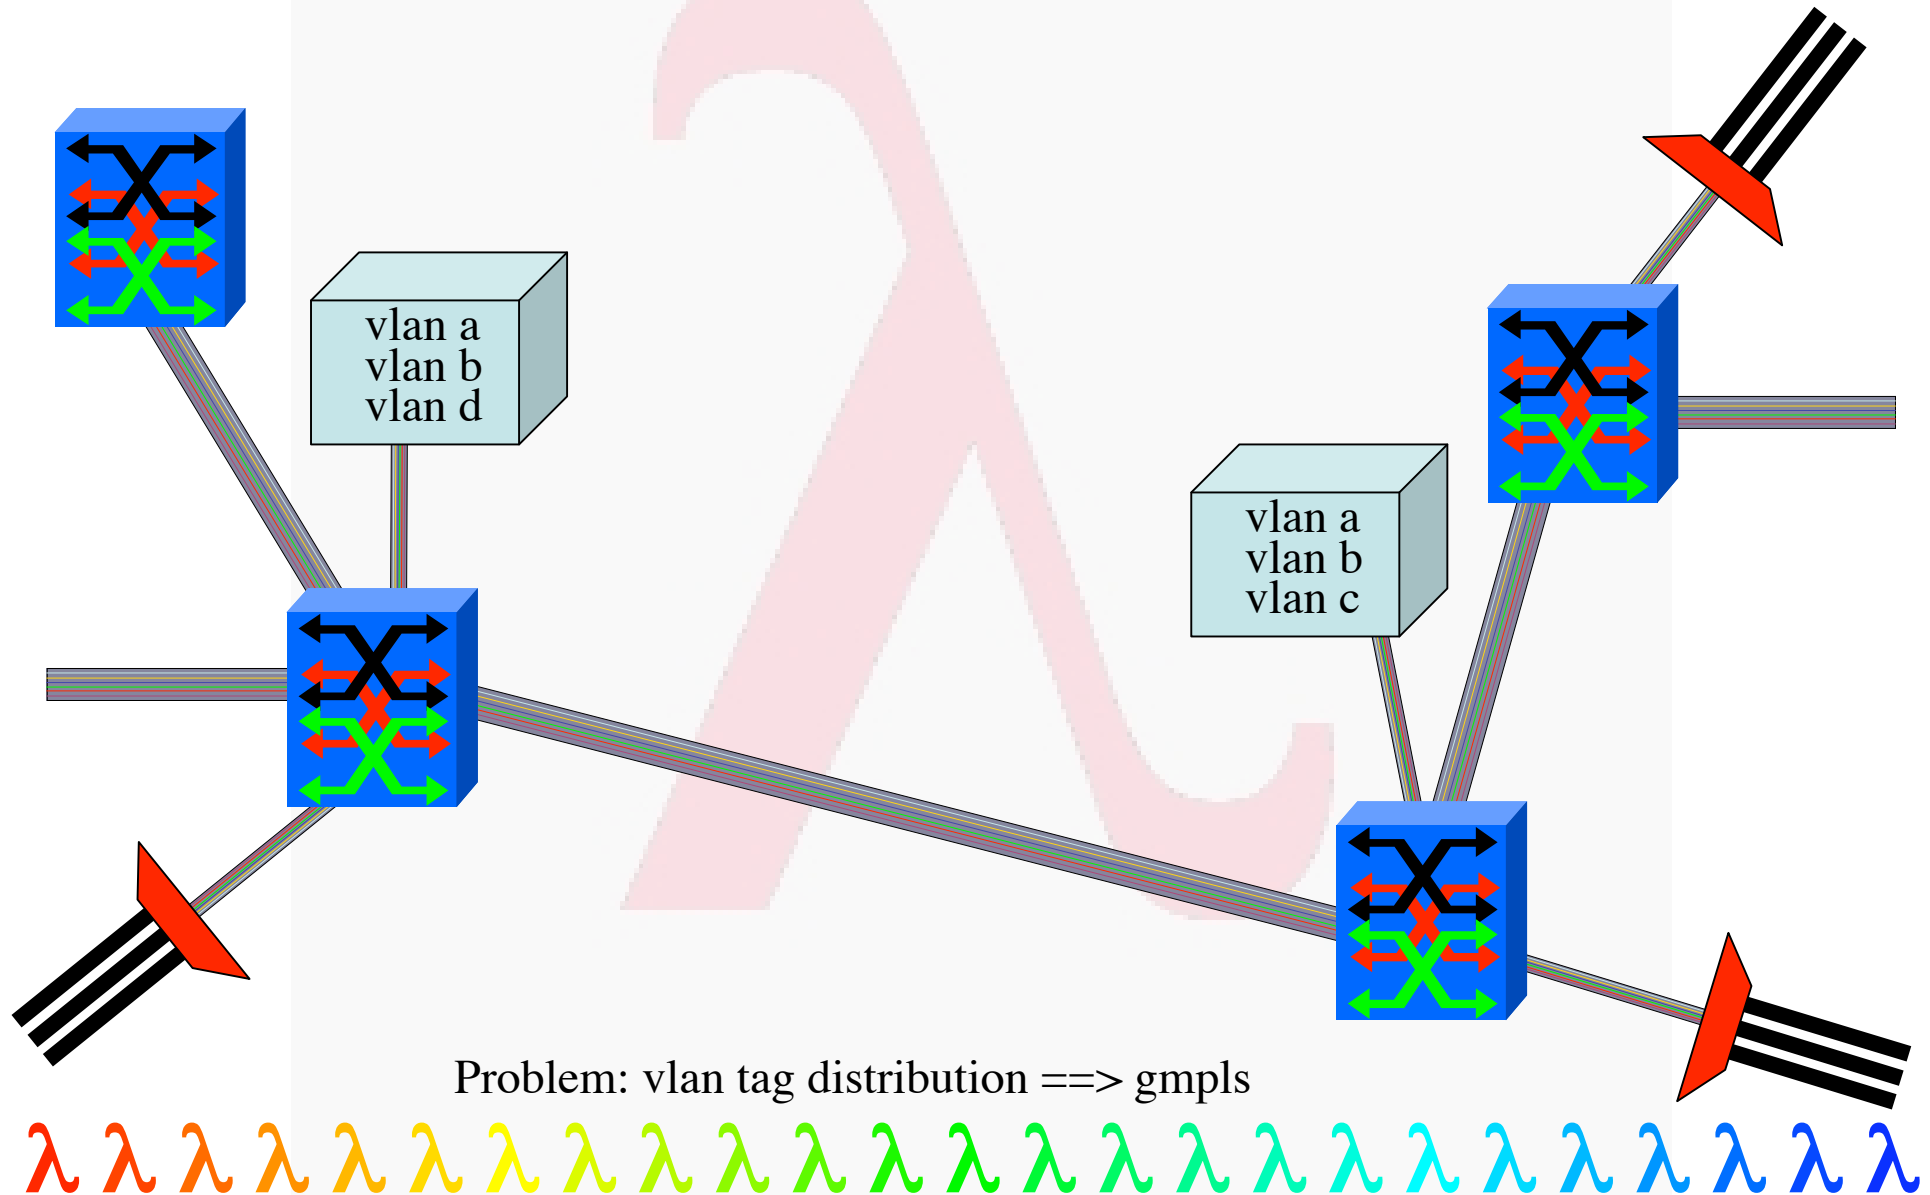 vlan a
vlan b
vlan d
vlan a
vlan b
vlan c
Problem: vlan tag distribution ==> gmpls
λ λ λ λ λ λ λ λ λ λ λ λ λ λ λ λ λ λ λ λ λ λ λ λ λ